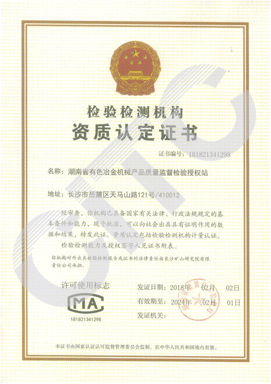 检验检测机构
资质认定证书
证书编号：181821341298
名称：湖南省有色冶金机械产品质量监督检验授权站
地址：长沙市岳麓区天马山路121号/410012
经审查，你机构已具备国家有关法律、行政法规规定的基
本条件和能力，现予批准，可以向社会出具具有证明作用的数
据和结果，特发此证。资质认定包括检验检测机构计量认证。
检验检测能力及授权签字人见证书附表。
许可使用标志
MA
181821341298
发证日期：2018年02月02日
有效期至：2024年02月01日
发证机关：
本证书由国家认证认可监督管理委员会监制，在中华人民共和国境内有效。